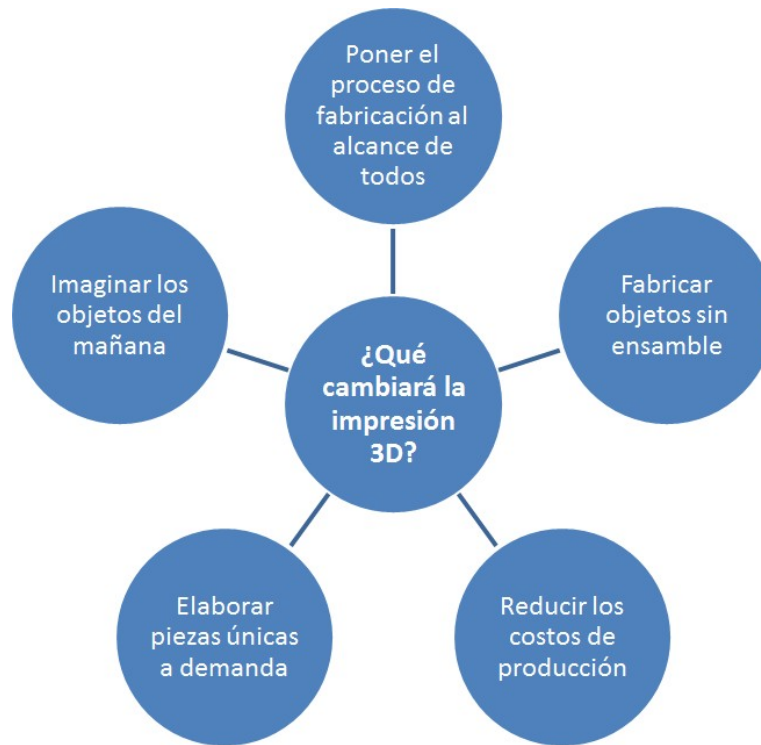 Poner el
proceso de
fabricación al
alcance de
todos
Imaginar los
objetos del
mañana
Fabricar
objetos sin
ensamble
¿Qué
cambiará la
impresión
3D?
Elaborar
piezas únicas
a demanda
Reducir los
costos de
producción